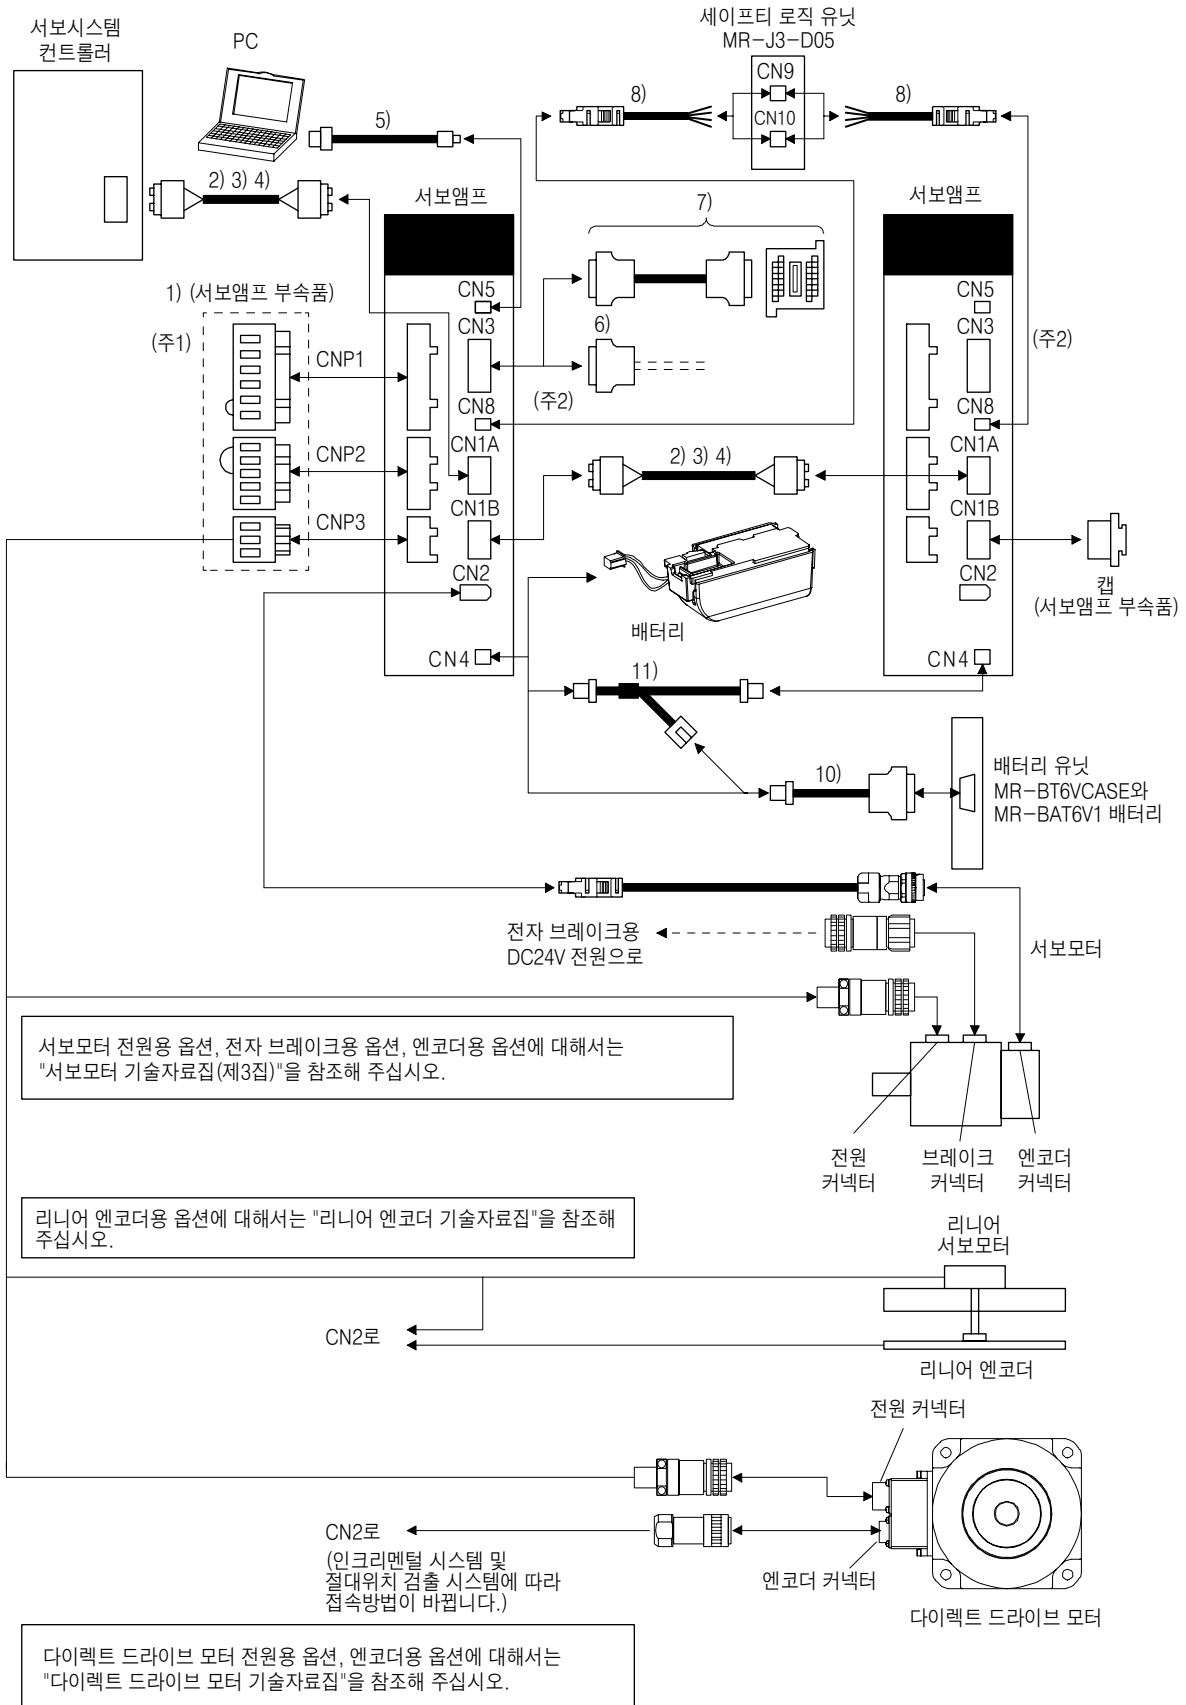 서보시스템
컨트롤러
PC
세이프티 로직 유닛
MR-J3-D05
CN9
CN10
8)
8)
5)
2) 3) 4)
서보앰프
7)
서보앰프
1) (서보앰프 부속품)
(주1)
CNP1
CNP2
CNP3
CN5
CN3
CN8
CN1A
CN1B
CN2
CN4
6)
(주2)
2) 3) 4)
CN5
CN3
(주2)
CN8
CN1A
CN1B
CN2
CN4
캡
(서보앰프 부속품)
배터리
11)
10)
배터리 유닛
MR-BT6VCASE와
MR-BAT6V1 배터리
전자 브레이크용
DC24V 전원으로
서보모터
서보모터 전원용 옵션, 전자 브레이크용 옵션, 엔코더용 옵션에 대해서는
"서보모터 기술자료집(제3집)"을 참조해 주십시오.
전원
커넥터
브레이크
커넥터
엔코더
커넥터
리니어 엔코더용 옵션에 대해서는 "리니어 엔코더 기술자료집"을 참조해
주십시오.
리니어
서보모터
CN2로
리니어 엔코더
전원 커넥터
CN2로
(인크리멘털 시스템 및
절대위치 검출 시스템에 따라
접속방법이 바뀝니다.)
엔코더 커넥터
다이렉트 드라이브 모터
다이렉트 드라이브 모터 전원용 옵션, 엔코더용 옵션에 대해서는
"다이렉트 드라이브 모터 기술자료집"을 참조해 주십시오.